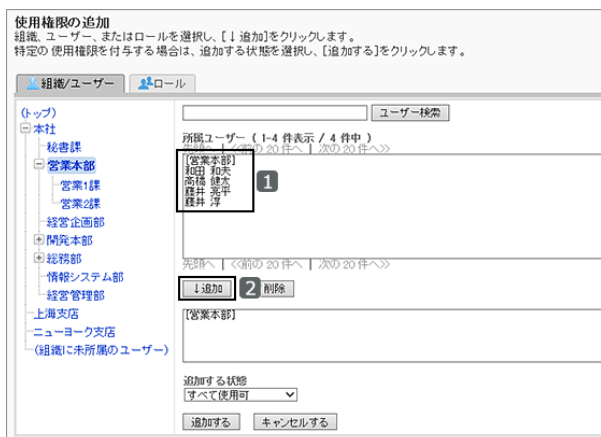 使用権限の追加
組織、ユーザー、またはロールを選択し、[↓追加]をクリックします。
特定の使用権限を付与する場合は、追加する状態を選択し、[追加する]をクリックします。
組織/ユーザー ロール
(トップ)
本社
秘書課
営業本部
営業1課
営業2課
経営企画部
開発本部
総務部
情報システム部
経営管理部
上海支店
ニューヨーク支店
(組織に未所属のユーザー)
ユーザー検索
所属ユーザー ( 1-4 件表示 / 4 件中 )
先頭へ | <<前の 20 件へ | 次の 20 件へ>>
[営業本部]
和田 和夫
高橋 健太
藤井 亮平
藤井 淳
1
先頭へ | <<前の 20 件へ | 次の 20 件へ>>
↓追加 2 削除
[営業本部]
追加する状態
すべて使用可
追加する キャンセルする